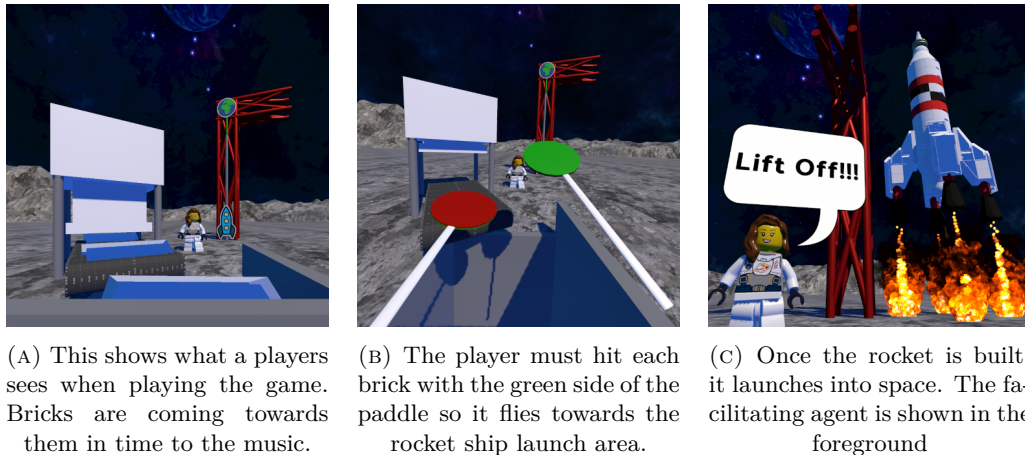 Lift Off!!!
(A) This shows what a players
sees when playing the game.
Bricks are coming towards
them in time to the music.
(B) The player must hit each
brick with the green side of the
paddle so it flies towards the
rocket ship launch area.
(C) Once the rocket is built
it launches into space. The fa-
cilitating agent is shown in the
foreground